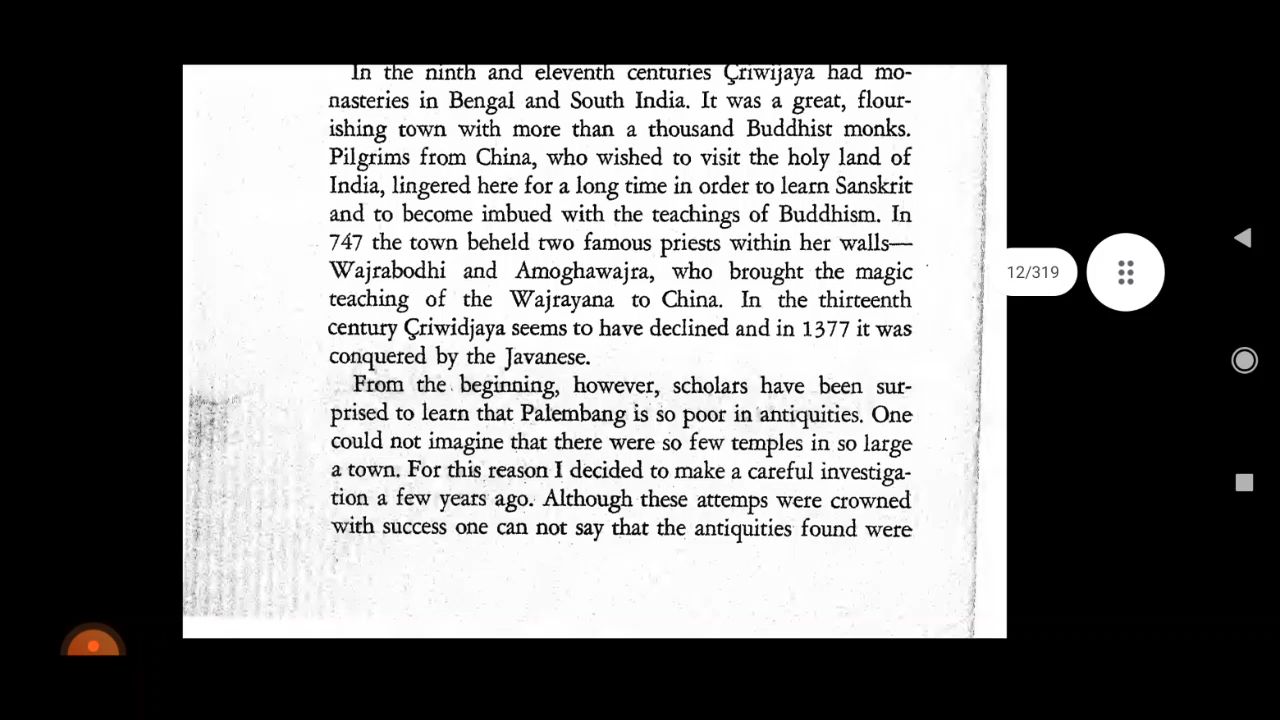 In the ninth and eleventh centuries Çriwijaya had mo-
nasteries in Bengal and South India. It was a great, flour-
ishing town with more than a thousand Buddhist monks.
Pilgrims from China, who wished to visit the holy land of
India, lingered here for a long time in order to learn Sanskrit
and to become imbued with the teachings of Buddhism. In
747 the town beheld two famous priests within her walls—
Wajrabodhi and Amoghawajra, who brought the magic
teaching of the Wajrayana to China. In the thirteenth
century Çriwidjaya seems to have declined and in 1377 it was
conquered by the Javanese.
From the beginning, however, scholars have been sur-
prised to learn that Palembang is so poor in antiquities. One
could not imagine that there were so few temples in so large
a town. For this reason I decided to make a careful investiga-
tion a few years ago. Although these attemps were crowned
with success one can not say that the antiquities found were
12/319